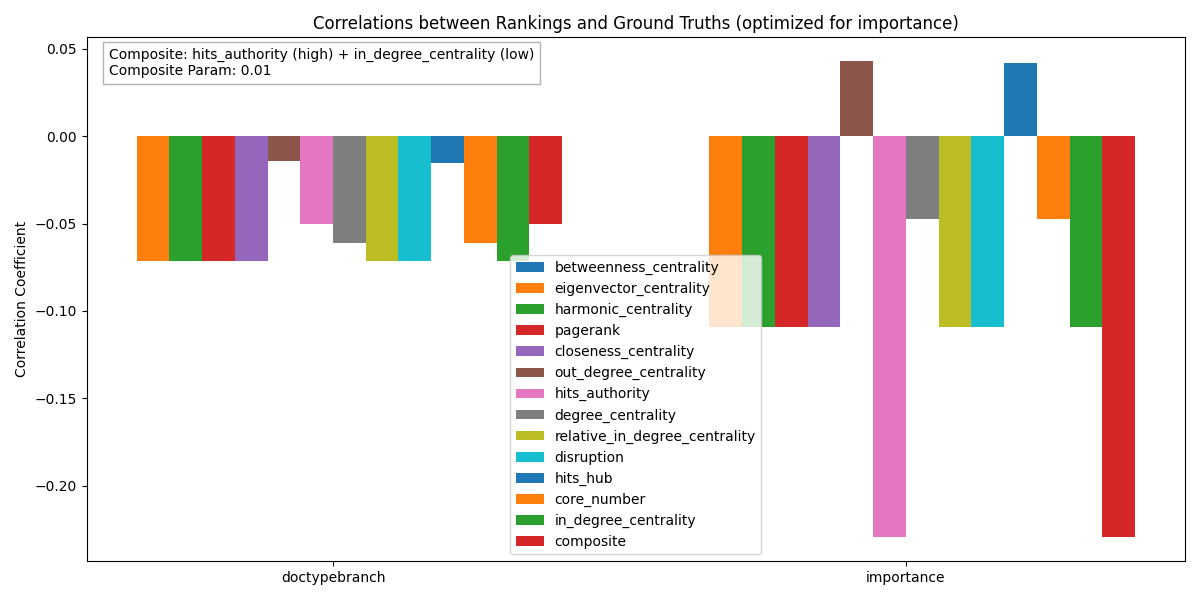 Correlations between Rankings and Ground Truths (optimized for importance)
Composite: hits_authority (high) + in_degree_centrality (low)
Composite Param: 0.01
Correlation Coefficient
0.05
0.00
−0.05
−0.10
−0.15
−0.20
betweenness_centrality
eigenvector_centrality
harmonic_centrality
pagerank
closeness_centrality
out_degree_centrality
hits_authority
degree_centrality
relative_in_degree_centrality
disruption
hits_hub
core_number
in_degree_centrality
composite
doctypebranch
importance